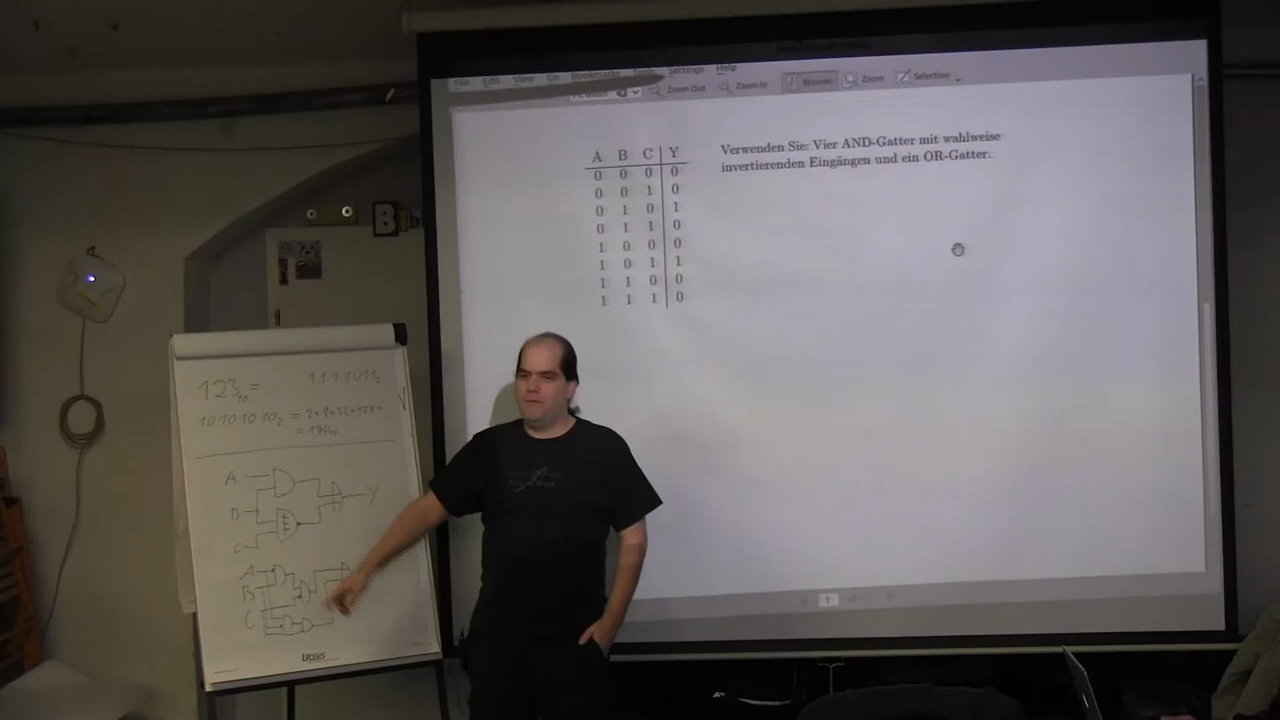 File Edit View Go Bookmarks Tools Settings Help
Zoom Out Zoom In Browse Zoom Selection
A B C Y
0 0 0 0
0 0 1 0
0 1 0 1
0 1 1 0
1 0 0 0
1 0 1 1
1 1 0 0
1 1 1 0
Verwenden Sie: Vier AND-Gatter mit wahlweise
invertierenden Eingängen und ein OR-Gatter.
B
123₁₀ = 1111011₂
10101010₂ = 2+8+32+128=
= 170₁₀
A
B
C
Y
A
B
C
Ursus
1